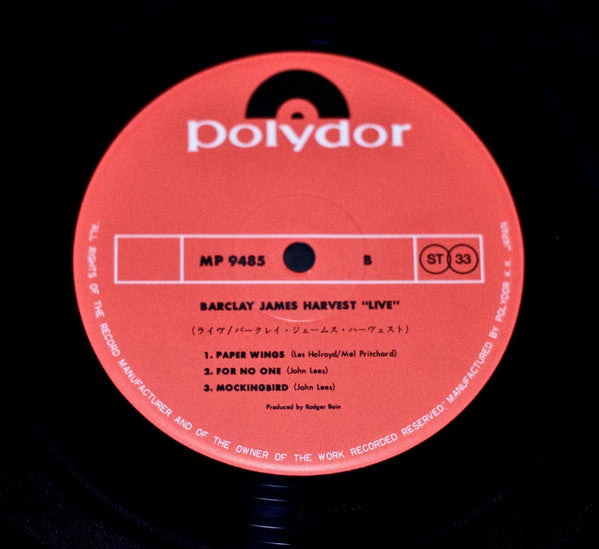 polydor
MP 9485 B ST 33
BARCLAY JAMES HARVEST "LIVE"
(ライヴ/バークレイ・ジェームス・ハーヴェスト)
1. PAPER WINGS (Les Holroyd/Mel Pritchard)
2. FOR NO ONE (John Lees)
3. MOCKINGBIRD (John Lees)
Produced by Rodger Bain
"ALL RIGHTS OF THE RECORD MANUFACTURER AND OF THE OWNER OF THE WORK RECORDED RESERVED" MANUFACTURED BY POLYDOR K.K. JAPAN